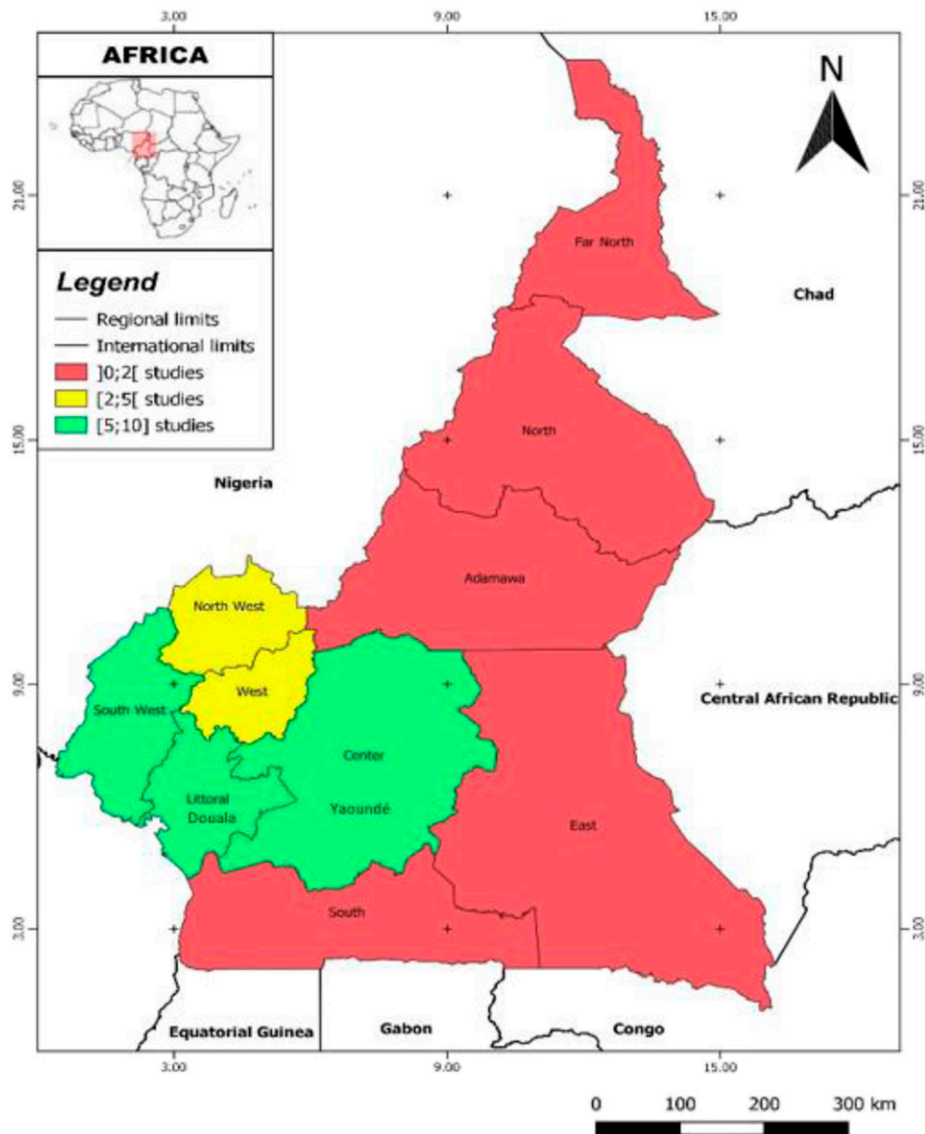 3.00 9.00 15.00
AFRICA
N
21.00 21.00
Far North
Legend
Chad
Regional limits
International limits
]0;2[ studies
[2;5[ studies
[5;10] studies
North
15.00 15.00
Nigeria
Adamawa
North West
9.00 9.00
West
Central African Republic
South West
Center
Littoral
Douala
Yaoundé
East
South
3.00 3.00
Equatorial Guinea
Gabon
Congo
3.00 9.00 15.00
0 100 200 300 km